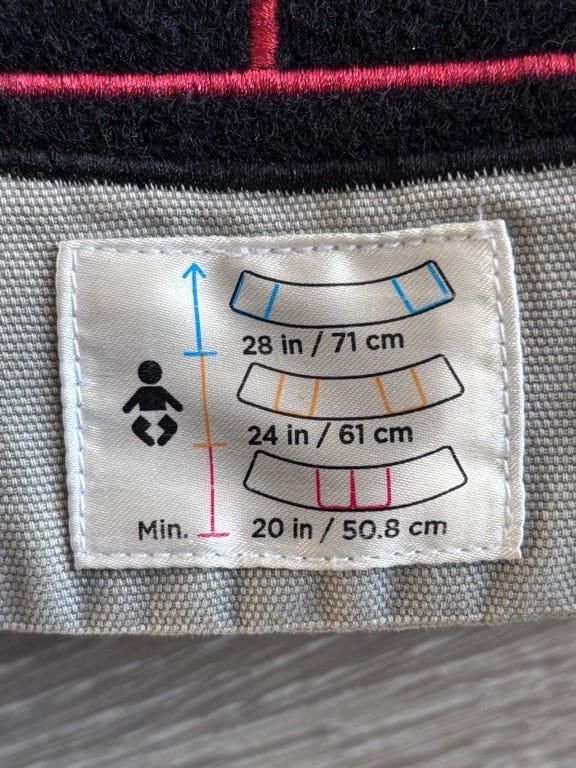 28 in / 71 cm
24 in / 61 cm
Min. 20 in / 50.8 cm